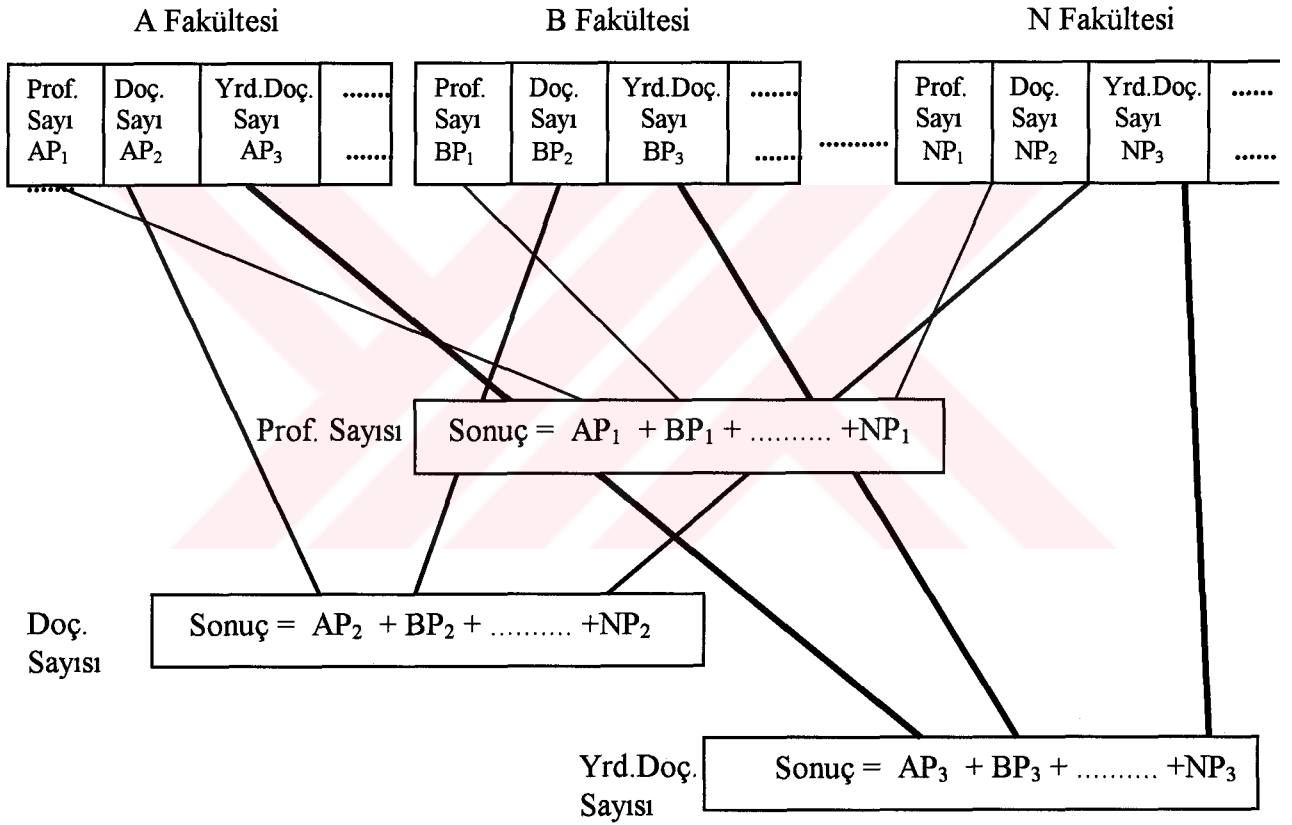 A Fakültesi
B Fakültesi
N Fakültesi
Prof.
Sayı
AP₁
........
Doç.
Sayı
AP₂
Yrd.Doç.
Sayı
AP₃
........
........
Prof.
Sayı
BP₁
Doç.
Sayı
BP₂
Yrd.Doç.
Sayı
BP₃
........
........
............
Prof.
Sayı
NP₁
Doç.
Sayı
NP₂
Yrd.Doç.
Sayı
NP₃
.......
.......
Prof. Sayısı
Sonuç = AP₁ + BP₁ + .......... +NP₁
Doç.
Sayısı
Sonuç = AP₂ + BP₂ + .......... +NP₂
Yrd.Doç.
Sayısı
Sonuç = AP₃ + BP₃ + .......... +NP₃